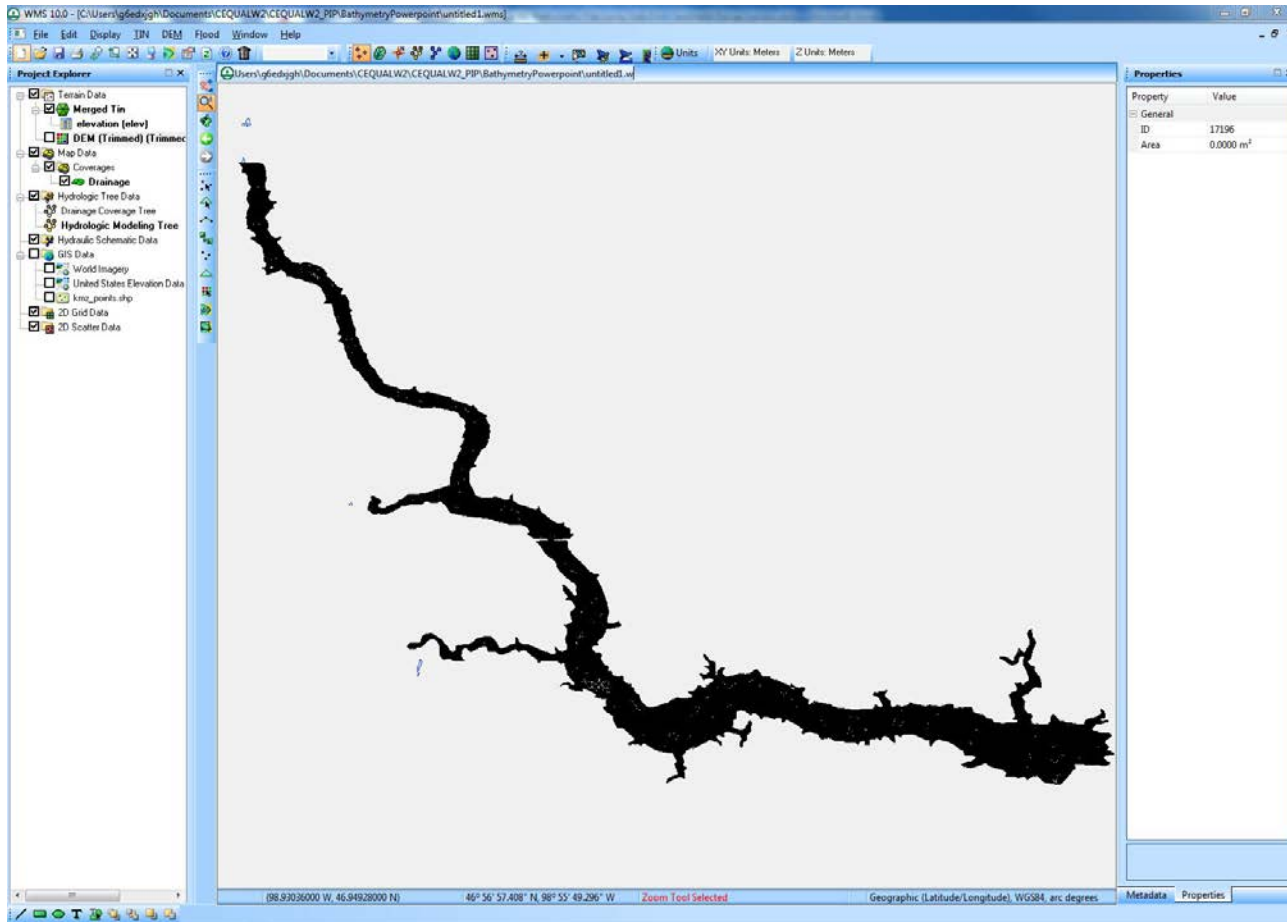 WMS 10.0 - [C:\Users\g6edxjgh\Documents\CEQUALW2\CEQUALW2_PIP\BathymetryPowerpoint\untitled1.wms]
File Edit Display TIN DEM Flood Window Help
Units XY Units: Meters Z Units: Meters
Project Explorer
Terrain Data
Merged Tin
elevation (elev)
DEM (Trimmed) (Trimmec
Map Data
Coverages
Drainage
Hydrologic Tree Data
Drainage Coverage Tree
Hydrologic Modeling Tree
Hydraulic Schematic Data
GIS Data
World Imagery
United States Elevation Data
kmz_points.shp
2D Grid Data
2D Scatter Data
Users\g6edxjgh\Documents\CEQUALW2\CEQUALW2_PIP\BathymetryPowerpoint\untitled1.w
Properties
Property Value
General
ID 17196
Area 0.0000 m²
(98.93036000 W, 46.94928000 N) 46° 56' 57.408" N, 98° 55' 49.296" W Zoom Tool Selected Geographic (Latitude/Longitude), WGS84, arc degrees
Metadata Properties